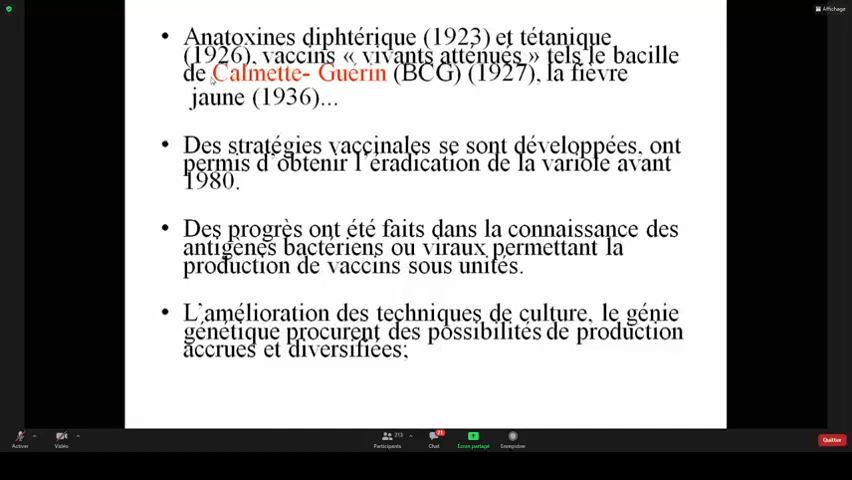 Affichage
• Anatoxines diphtérique (1923) et tétanique
(1926), vaccins « vivants atténués » tels le bacille
de Calmette- Guérin (BCG) (1927), la fièvre
jaune (1936)...
• Des stratégies vaccinales se sont développées, ont
permis d'obtenir l'éradication de la variole avant
1980.
• Des progrès ont été faits dans la connaissance des
antigènes bactériens ou viraux permettant la
production de vaccins sous unités.
• L'amélioration des techniques de culture, le génie
génétique procurent des possibilités de production
accrues et diversifiées;
Activer
Vidéo
213
Participants
21
Chat
Écran partagé
Enregistrer
Quitter